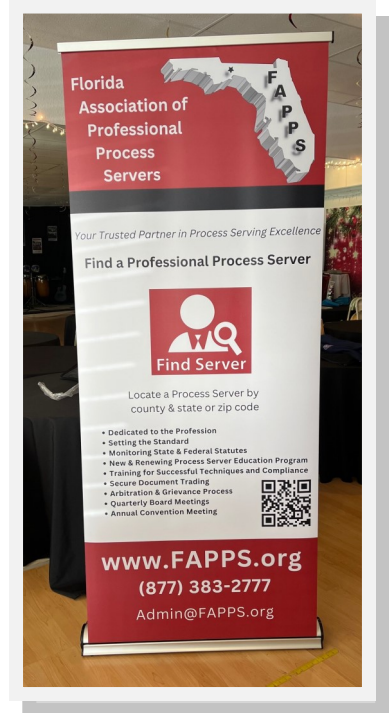 Florida
Association of
Professional
Process
Servers
FAPPS
Your Trusted Partner in Process Serving Excellence
Find a Professional Process Server
Find Server
Locate a Process Server by
county & state or zip code
• Dedicated to the Profession
• Setting the Standard
• Monitoring State & Federal Statutes
• New & Renewing Process Server Education Program
• Training for Successful Techniques and Compliance
• Secure Document Trading
• Arbitration & Grievance Process
• Quarterly Board Meetings
• Annual Convention Meeting
www.FAPPS.org
(877) 383-2777
Admin@FAPPS.org